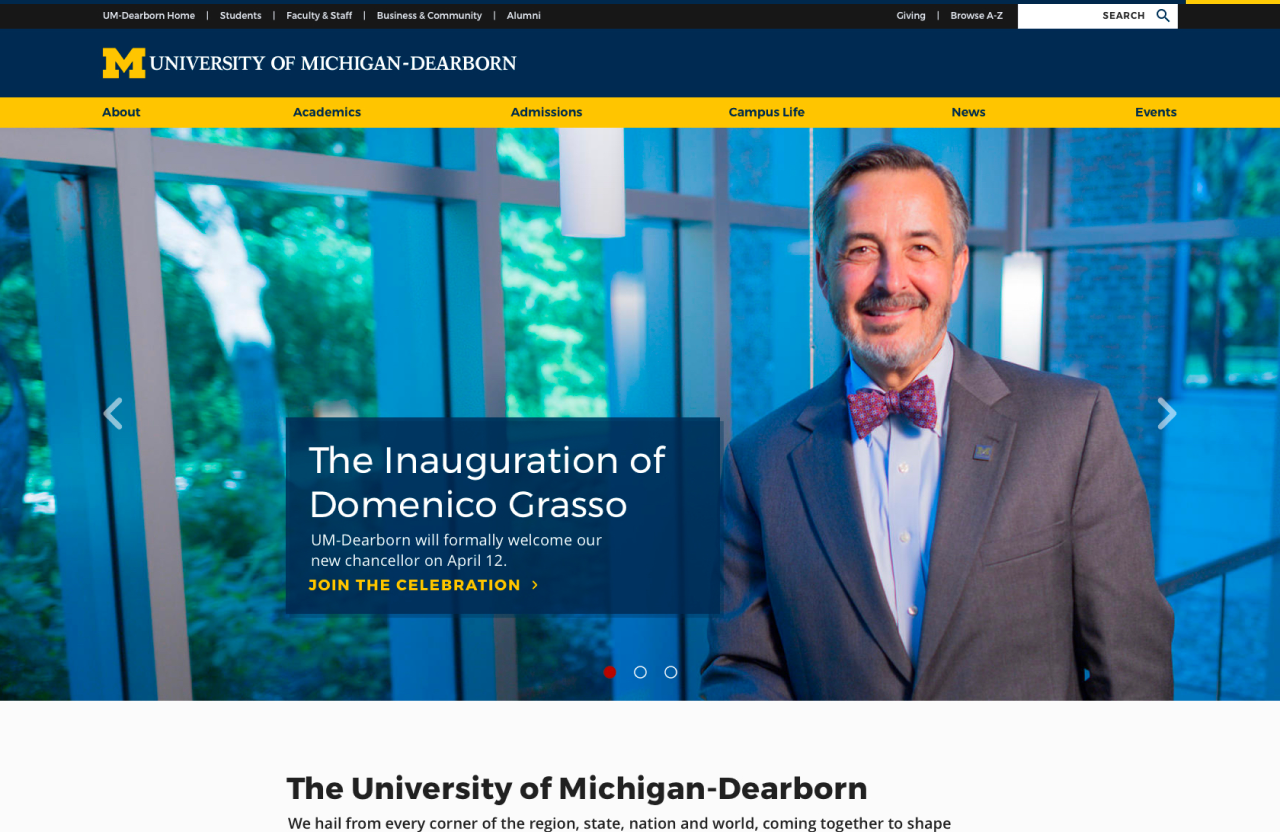 UM-Dearborn Home | Students | Faculty & Staff | Business & Community | Alumni
Giving | Browse A-Z
SEARCH
M UNIVERSITY OF MICHIGAN-DEARBORN
About Academics Admissions Campus Life News Events
The Inauguration of
Domenico Grasso
UM-Dearborn will formally welcome our
new chancellor on April 12.
JOIN THE CELEBRATION >
The University of Michigan-Dearborn
We hail from every corner of the region, state, nation and world, coming together to shape